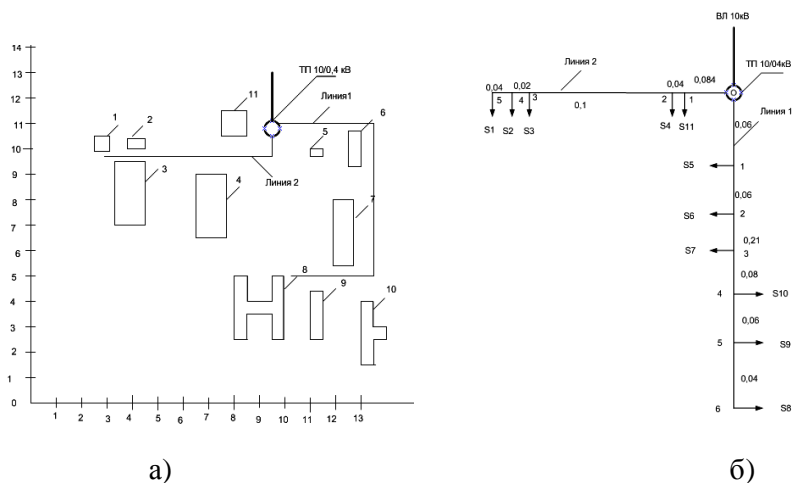 14
13
12
11
10
9
8
7
6
5
4
3
2
1
0
1 2 3 4 5 6 7 8 9 10 11 12 13
ТП 10/0,4 кВ
Линия1
Линия 2
1
2
3
4
5
6
7
8
9
10
11
а)
ВЛ 10кВ
ТП 10/04кВ
Линия 2
0,04 0,02 0,04 0,084
5 4 3 2 1
0,1
S1 S2 S3 S4 S11
0,06
Линия 1
S5 1
0,06
S6 2
0,21
S7 3
0,08
4 S10
0,06
5 S9
0,04
6 S8
б)